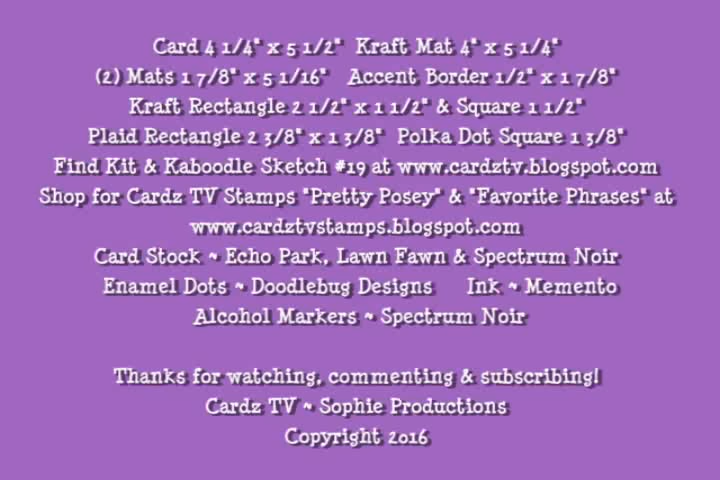 Card 4 1/4" x 5 1/2" Kraft Mat 4" x 5 1/4"
(2) Mats 1 7/8" x 5 1/16" Accent Border 1/2" x 1 7/8"
Kraft Rectangle 2 1/2" x 1 1/2" & Square 1 1/2"
Plaid Rectangle 2 3/8" x 1 3/8" Polka Dot Square 1 3/8"
Find Kit & Kaboodle Sketch #19 at www.cardztv.blogspot.com
Shop for Cardz TV Stamps "Pretty Posey" & "Favorite Phrases" at
www.cardztvstamps.blogspot.com
Card Stock ~ Echo Park, Lawn Fawn & Spectrum Noir
Enamel Dots ~ Doodlebug Designs Ink ~ Memento
Alcohol Markers ~ Spectrum Noir
Thanks for watching, commenting & subscribing!
Cardz TV ~ Sophie Productions
Copyright 2016